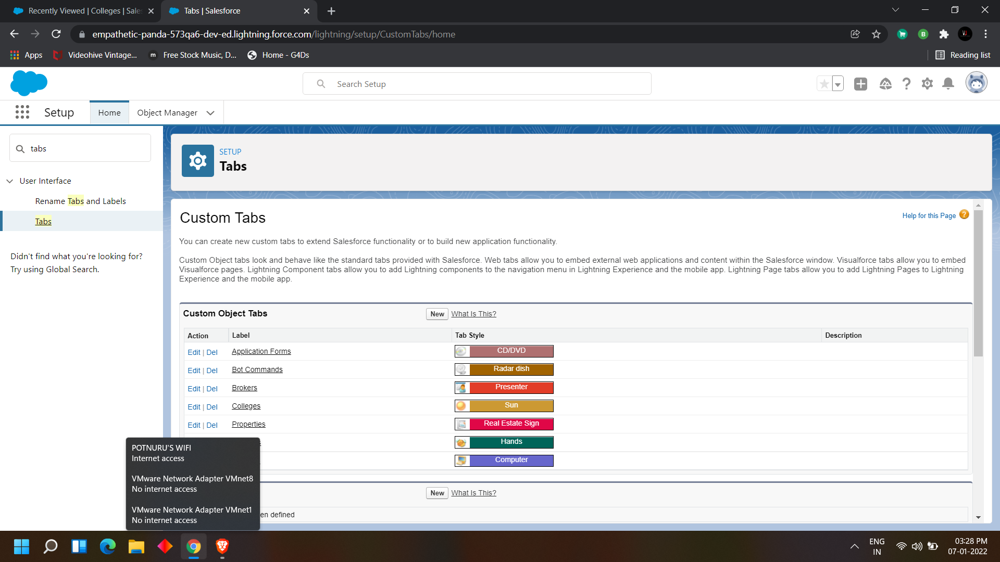 Recently Viewed | Colleges | Sale
Tabs | Salesforce
empathetic-panda-573qa6-dev-ed.lightning.force.com/lightning/setup/CustomTabs/home
Apps
Videohive Vintage...
Free Stock Music, D...
Home - G4Ds
Reading list
Search Setup
Setup
Home
Object Manager
tabs
User Interface
Rename Tabs and Labels
Tabs
Didn't find what you're looking for?
Try using Global Search.
SETUP
Tabs
Custom Tabs
Help for this Page
You can create new custom tabs to extend Salesforce functionality or to build new application functionality.
Custom Object tabs look and behave like the standard tabs provided with Salesforce. Web tabs allow you to embed external web applications and content within the Salesforce window. Visualforce tabs allow you to embed
Visualforce pages. Lightning Component tabs allow you to add Lightning components to the navigation menu in Lightning Experience and the mobile app. Lightning Page tabs allow you to add Lightning Pages to Lightning
Experience and the mobile app.
Custom Object Tabs New What Is This?
Action Label Tab Style Description
Edit | Del Application Forms CD/DVD
Edit | Del Bot Commands Radar dish
Edit | Del Brokers Presenter
Edit | Del Colleges Sun
Edit | Del Properties Real Estate Sign
Hands
Computer
New What Is This?
en defined
POTNURU'S WIFI
Internet access
VMware Network Adapter VMnet8
No internet access
VMware Network Adapter VMnet1
No internet access
ENG
IN
03:28 PM
07-01-2022